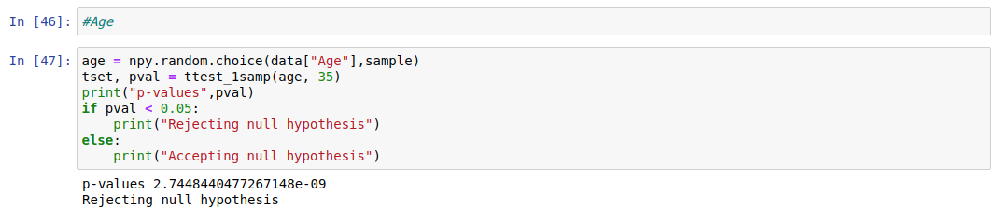 In [46]: #Age
In [47]: age = npy.random.choice(data["Age"],sample)
tset, pval = ttest_1samp(age, 35)
print("p-values",pval)
if pval < 0.05:
    print("Rejecting null hypothesis")
else:
    print("Accepting null hypothesis")
p-values 2.7448440477267148e-09
Rejecting null hypothesis